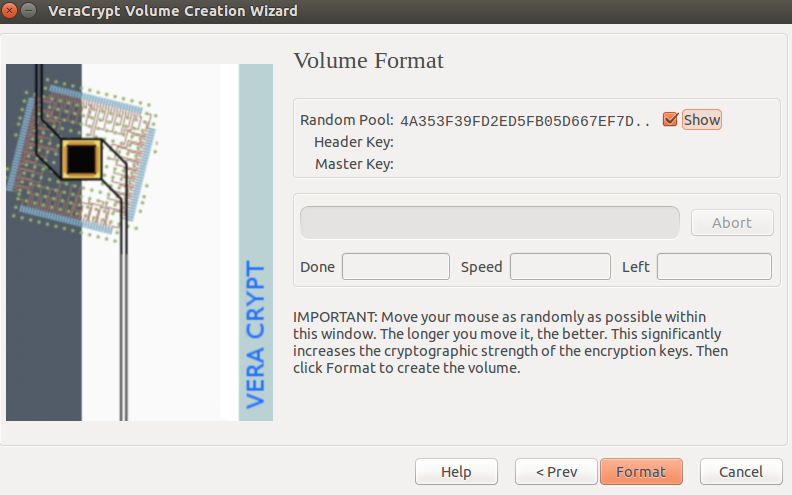 VeraCrypt Volume Creation Wizard
Volume Format
Random Pool: 4A353F39FD2ED5FB05D667EF7D.. Show
Header Key:
Master Key:
Abort
Done Speed Left
IMPORTANT: Move your mouse as randomly as possible within
this window. The longer you move it, the better. This significantly
increases the cryptographic strength of the encryption keys. Then
click Format to create the volume.
VERA CRYPT
Help < Prev Format Cancel